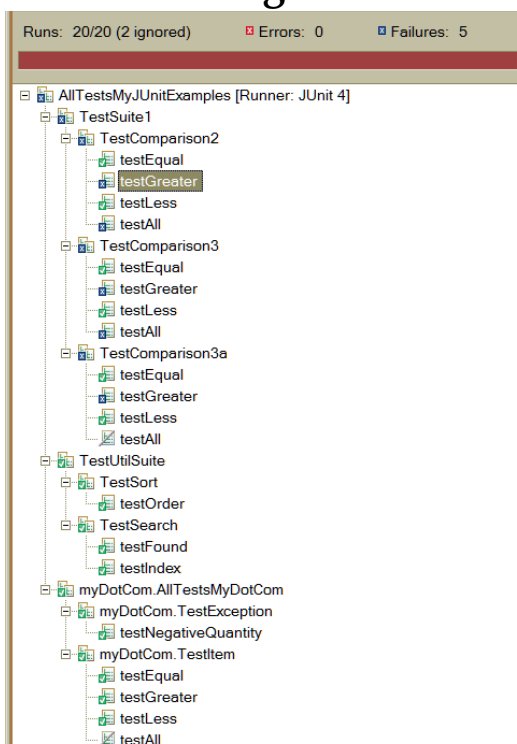 Runs: 20/20 (2 ignored) Errors: 0 Failures: 5
AllTestsMyJUnitExamples [Runner: JUnit 4]
TestSuite1
TestComparison2
testEqual
testGreater
testLess
testAll
TestComparison3
testEqual
testGreater
testLess
testAll
TestComparison3a
testEqual
testGreater
testLess
testAll
TestUtilSuite
TestSort
testOrder
TestSearch
testFound
testIndex
myDotCom.AllTestsMyDotCom
myDotCom.TestException
testNegativeQuantity
myDotCom.TestItem
testEqual
testGreater
testLess
testAll